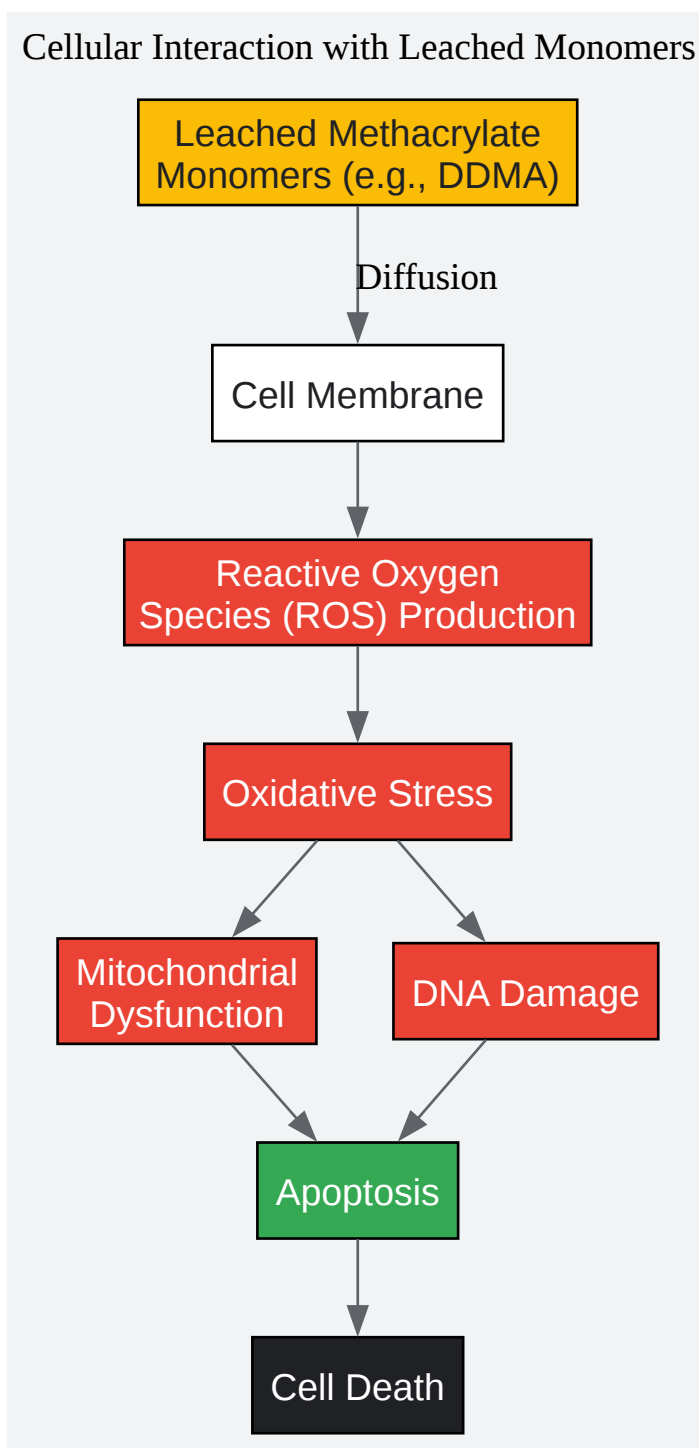 Cellular Interaction with Leached Monomers
Leached Methacrylate
Monomers (e.g., DDMA)
Diffusion
Cell Membrane
Reactive Oxygen
Species (ROS) Production
Oxidative Stress
Mitochondrial
Dysfunction
DNA Damage
Apoptosis
Cell Death